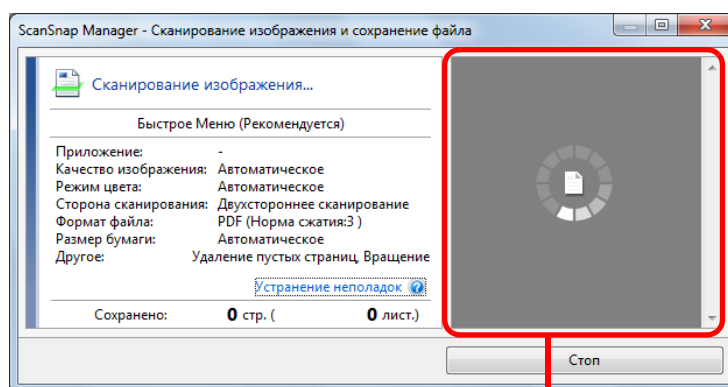 ScanSnap Manager - Сканирование изображения и сохранение файла
Сканирование изображения...
Быстрое Меню (Рекомендуется)
Приложение: -
Качество изображения: Автоматическое
Режим цвета: Автоматическое
Сторона сканирования: Двухстороннее сканирование
Формат файла: PDF (Норма сжатия:3 )
Размер бумаги: Автоматическое
Другое: Удаление пустых страниц, Вращение
Устранение неполадок ?
Сохранено: 0 стр. ( 0 лист.)
Стоп